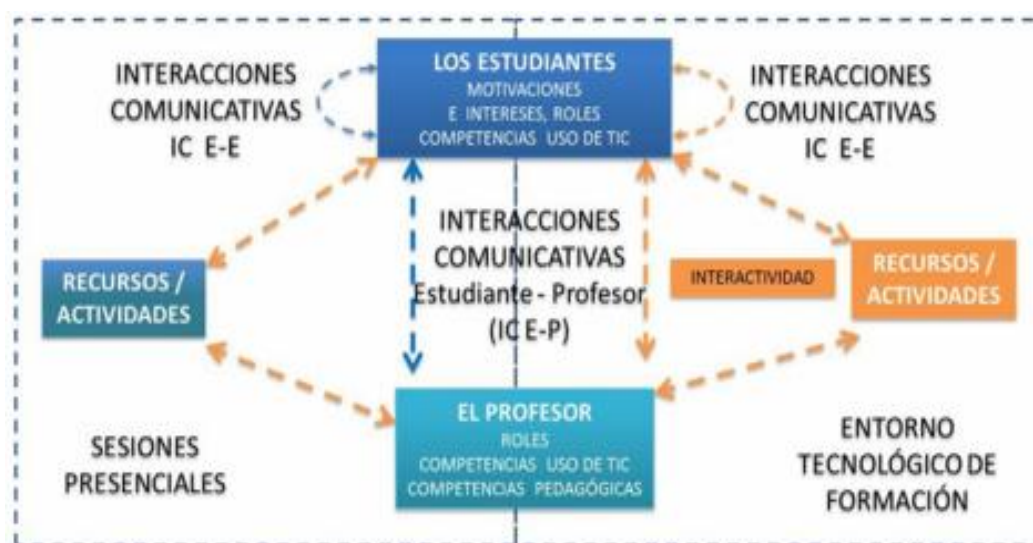 INTERACCIONES
COMUNICATIVAS
IC E-E
LOS ESTUDIANTES
MOTIVACIONES
E INTERESES, ROLES
COMPETENCIAS USO DE TIC
INTERACCIONES
COMUNICATIVAS
IC E-E
INTERACCIONES
COMUNICATIVAS
Estudiante - Profesor
(IC E-P)
RECURSOS /
ACTIVIDADES
INTERACTIVIDAD
RECURSOS /
ACTIVIDADES
EL PROFESOR
ROLES
COMPETENCIAS USO DE TIC
COMPETENCIAS PEDAGÓGICAS
SESIONES
PRESENCIALES
ENTORNO
TECNOLÓGICO DE
FORMACIÓN